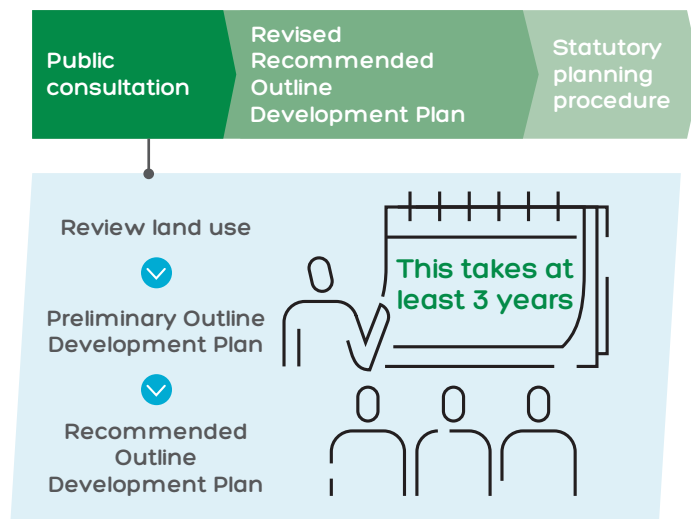 Public
consultation
Revised
Recommended
Outline
Development Plan
Statutory
planning
procedure
Review land use
Preliminary Outline
Development Plan
Recommended
Outline
Development Plan
This takes at
least 3 years